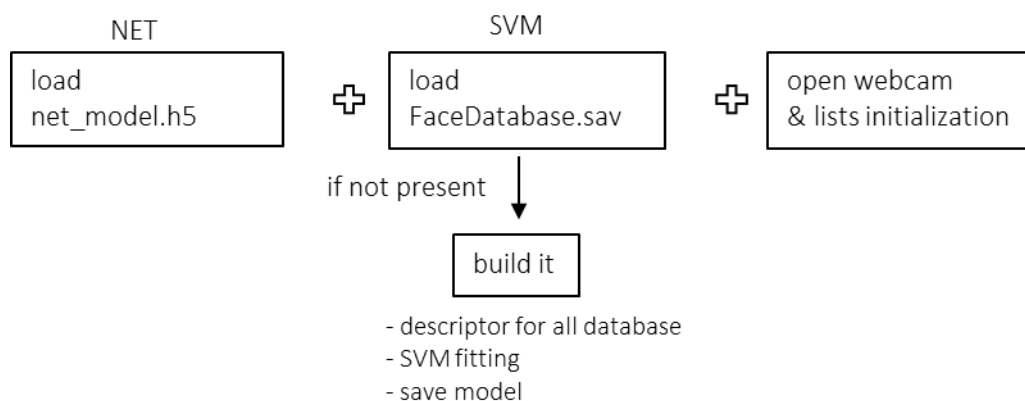 NET
SVM
load
net_model.h5
load
FaceDatabase.sav
open webcam
& lists initialization
if not present
build it
- descriptor for all database
- SVM fitting
- save model